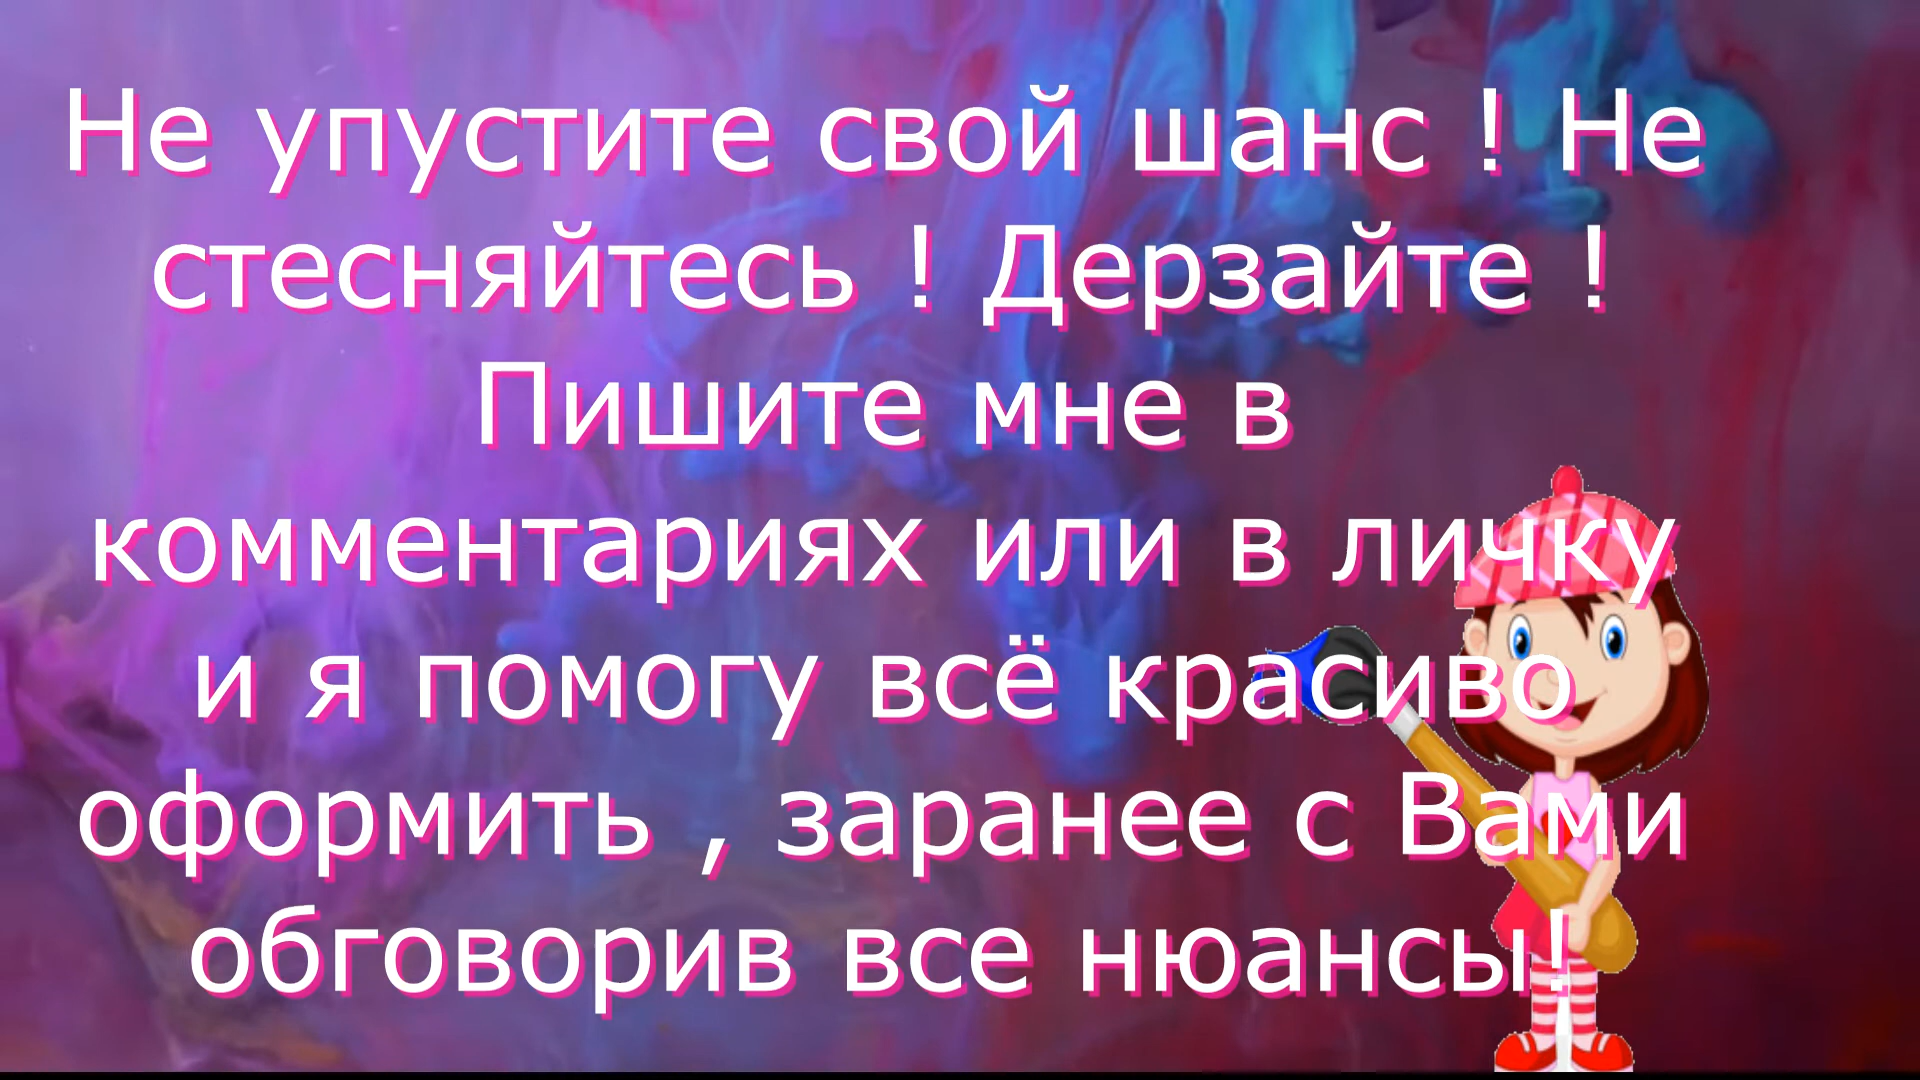 Не упустите свой шанс ! Не
стесняйтесь ! Дерзайте !
Пишите мне в
комментариях или в личку
и я помогу всё красиво
оформить , заранее с Вами
обговорив все нюансы!